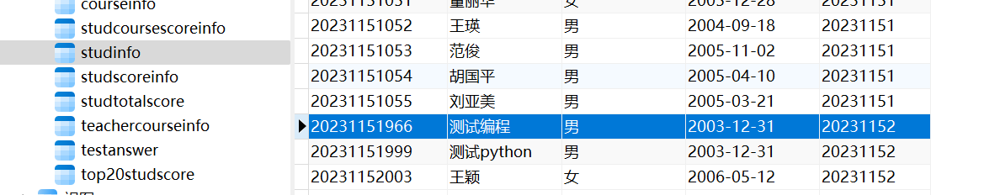 courseinfo
studcoursescoreinfo
studinfo
studscoreinfo
studtotalscore
teachercourseinfo
testanswer
top20studscore
20231151051 董丽华 女 2003-12-28 20231151
20231151052 王瑛 男 2004-09-18 20231151
20231151053 范俊 男 2005-11-02 20231151
20231151054 胡国平 男 2005-04-10 20231151
20231151055 刘亚美 男 2005-03-21 20231151
20231151966 测试编程 男 2003-12-31 20231152
20231151999 测试python 男 2003-12-31 20231152
20231152003 王颖 女 2006-05-12 20231152